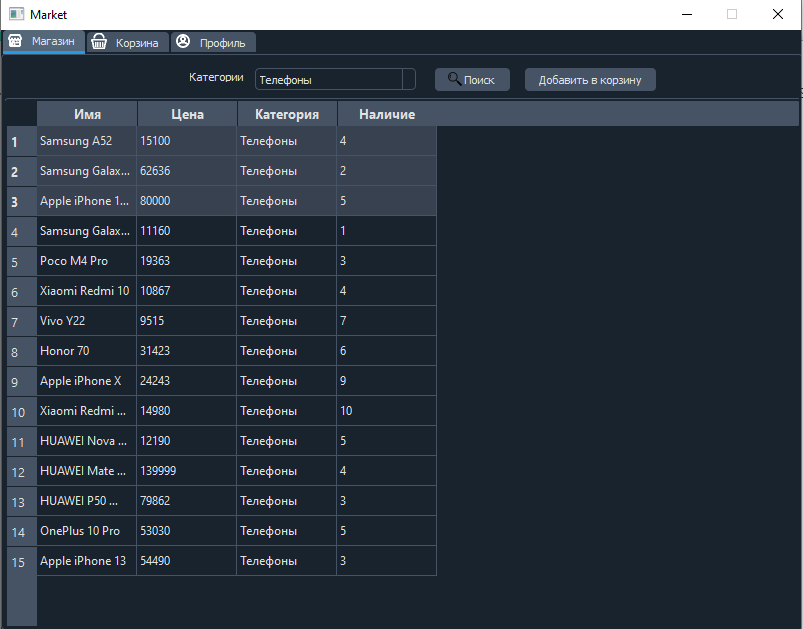 Market
Магазин Корзина Профиль
Категории Телефоны Поиск Добавить в корзину
Имя Цена Категория Наличие
1 Samsung A52 15100 Телефоны 4
2 Samsung Galax... 62636 Телефоны 2
3 Apple iPhone 1... 80000 Телефоны 5
4 Samsung Galax... 11160 Телефоны 1
5 Poco M4 Pro 19363 Телефоны 3
6 Xiaomi Redmi 10 10867 Телефоны 4
7 Vivo Y22 9515 Телефоны 7
8 Honor 70 31423 Телефоны 6
9 Apple iPhone X 24243 Телефоны 9
10 Xiaomi Redmi ... 14980 Телефоны 10
11 HUAWEI Nova ... 12190 Телефоны 5
12 HUAWEI Mate ... 139999 Телефоны 4
13 HUAWEI P50 ... 79862 Телефоны 3
14 OnePlus 10 Pro 53030 Телефоны 5
15 Apple iPhone 13 54490 Телефоны 3